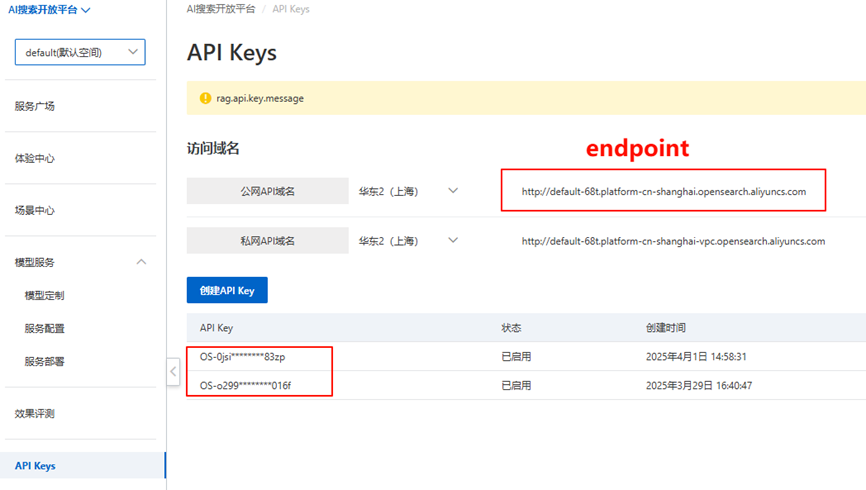 AI搜索开放平台
AI搜索开放平台 / API Keys
default(默认空间)
API Keys
服务广场
rag.api.key.message
体验中心
访问域名
endpoint
场景中心
公网API域名 华东2（上海） http://default-68t.platform-cn-shanghai.opensearch.aliyuncs.com
私网API域名 华东2（上海） http://default-68t.platform-cn-shanghai-vpc.opensearch.aliyuncs.com
模型服务
模型定制
服务配置
服务部署
创建API Key
API Key 状态 创建时间
OS-0jsi********83zp 已启用 2025年4月1日 14:58:31
OS-o299********016f 已启用 2025年3月29日 16:40:47
效果评测
API Keys